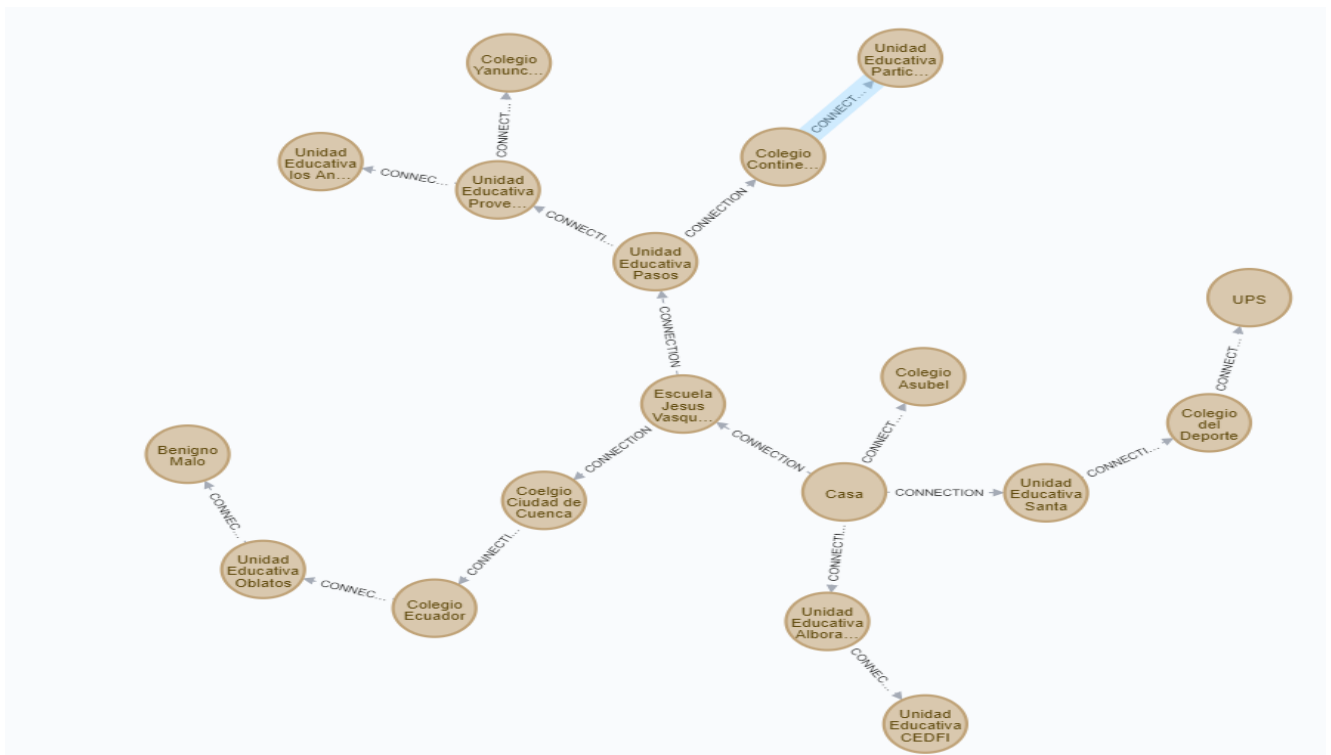 Colegio
Yanunc...
Unidad
Educativa
Partic...
CONNECT...
CONNECT...
Unidad
Educativa
los An...
CONNEC...
Unidad
Educativa
Prove...
Colegio
Contine...
CONNECTI...
CONNECTION
Unidad
Educativa
Pasos
UPS
CONNECTION
CONNECT...
Colegio
Asubel
Escuela
Jesus
Vasqu...
Colegio
del
Deporte
CONNECTION
CONNECTION
CONNECT...
CONNECTI...
Benigno
Malo
Coelgio
Ciudad de
Cuenca
Casa
CONNECTION
Unidad
Educativa
Santa
CONNEC...
CONNECTI...
CONNECTI...
Unidad
Educativa
Oblatos
CONNEC...
Colegio
Ecuador
Unidad
Educativa
Albora...
CONNEC...
Unidad
Educativa
CEDFI